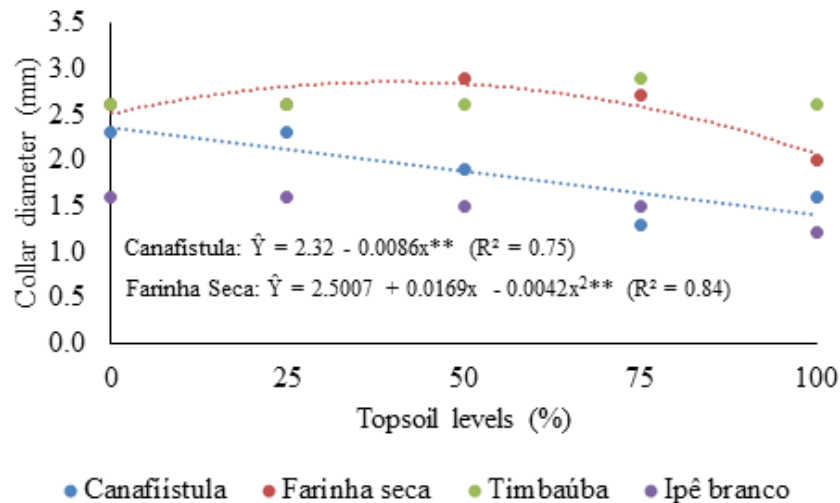 3.5
3.0
2.5
2.0
1.5
1.0
0.5
0.0
Collar diameter (mm)
Canafístula: Ŷ = 2.32 - 0.0086x** (R² = 0.75)
Farinha Seca: Ŷ = 2.5007 + 0.0169x - 0.0042x²** (R² = 0.84)
0 25 50 75 100
Topsoil levels (%)
Canafiístula Farinha seca Timbaúba Ipê branco